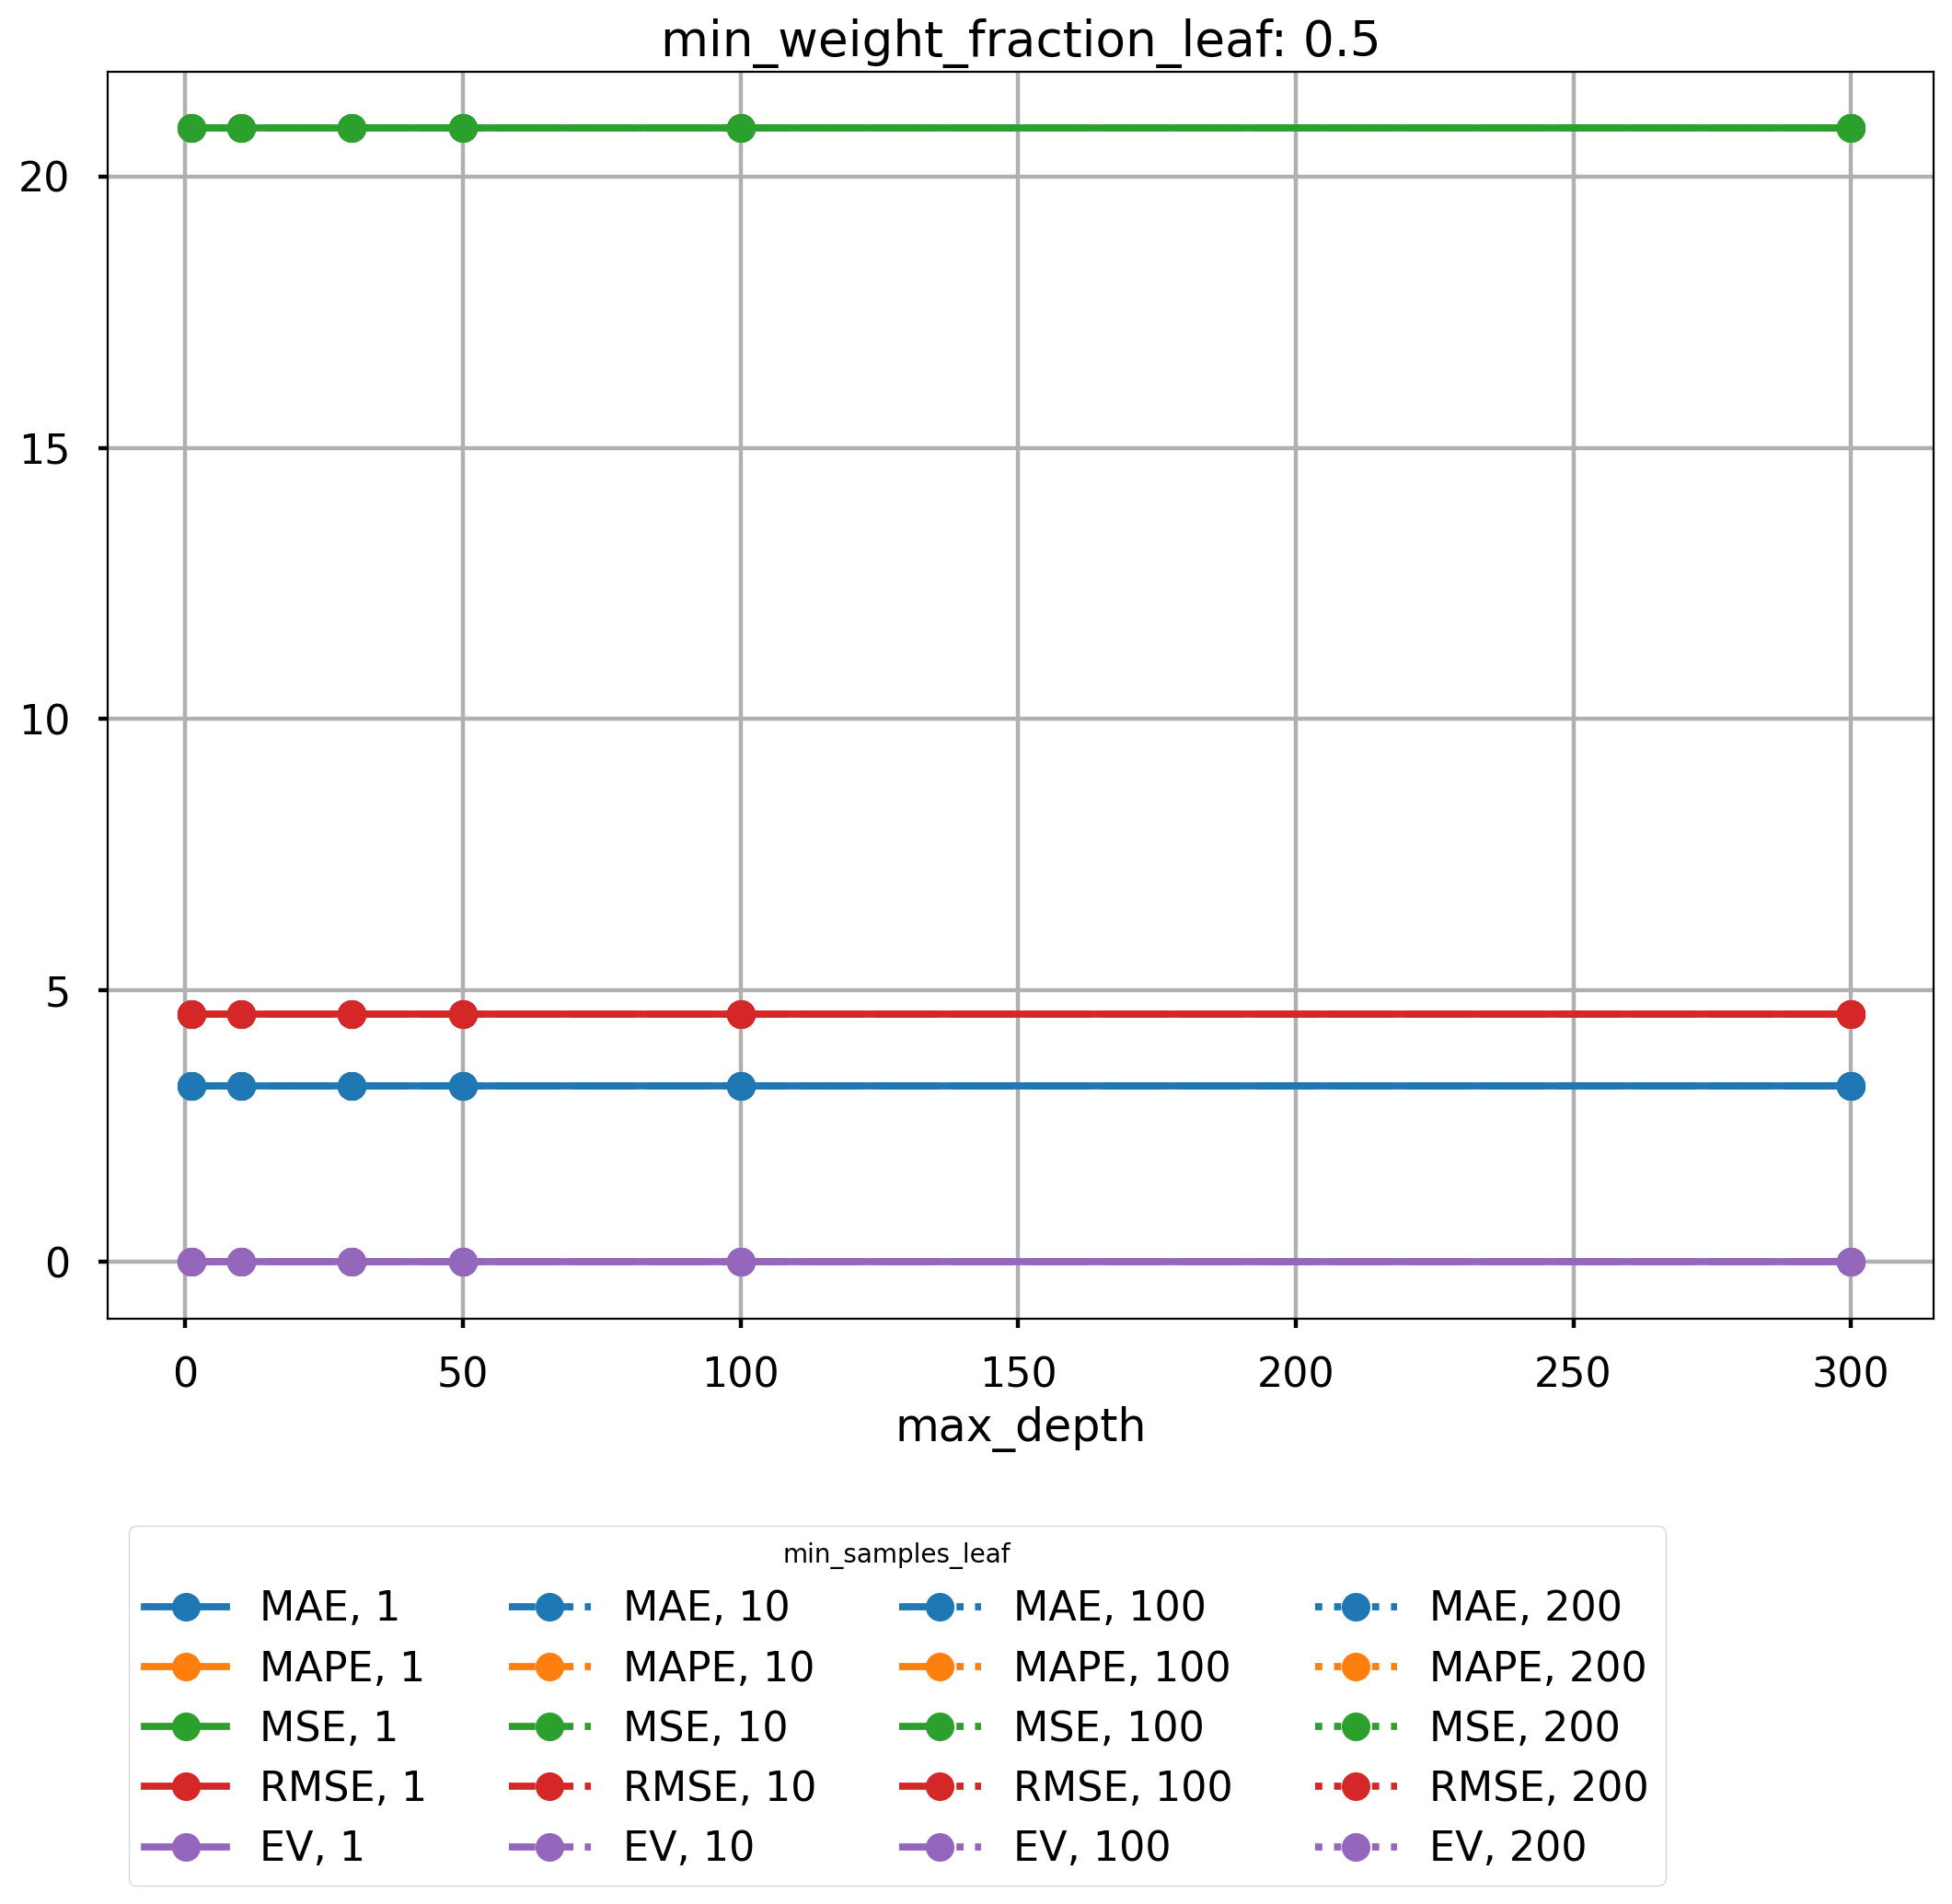 min_weight_fraction_leaf: 0.5
20
15
10
5
0
0 50 100 150 200 250 300
max_depth
min_samples_leaf
MAE, 1 MAE, 10 MAE, 100 MAE, 200
MAPE, 1 MAPE, 10 MAPE, 100 MAPE, 200
MSE, 1 MSE, 10 MSE, 100 MSE, 200
RMSE, 1 RMSE, 10 RMSE, 100 RMSE, 200
EV, 1 EV, 10 EV, 100 EV, 200